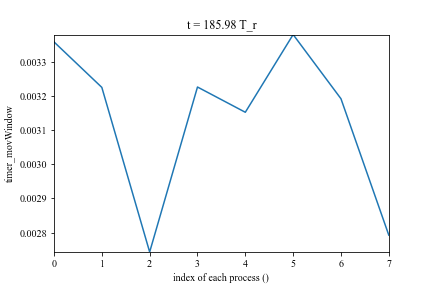 t = 185.98 T_r
timer_movWindow
0.0033
0.0032
0.0031
0.0030
0.0029
0.0028
0 1 2 3 4 5 6 7
index of each process ()